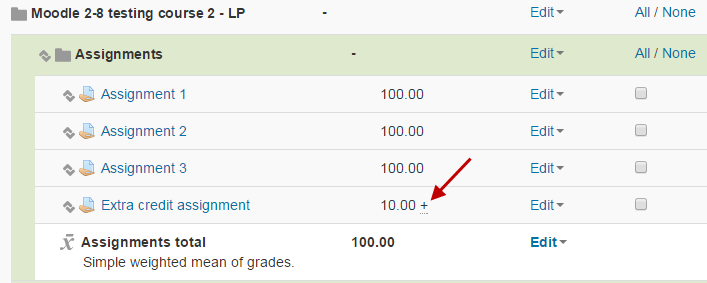 Moodle 2-8 testing course 2 - LP - Edit All / None
Assignments - Edit All / None
Assignment 1 100.00 Edit
Assignment 2 100.00 Edit
Assignment 3 100.00 Edit
Extra credit assignment 10.00 + Edit
x̄ Assignments total 100.00 Edit
Simple weighted mean of grades.